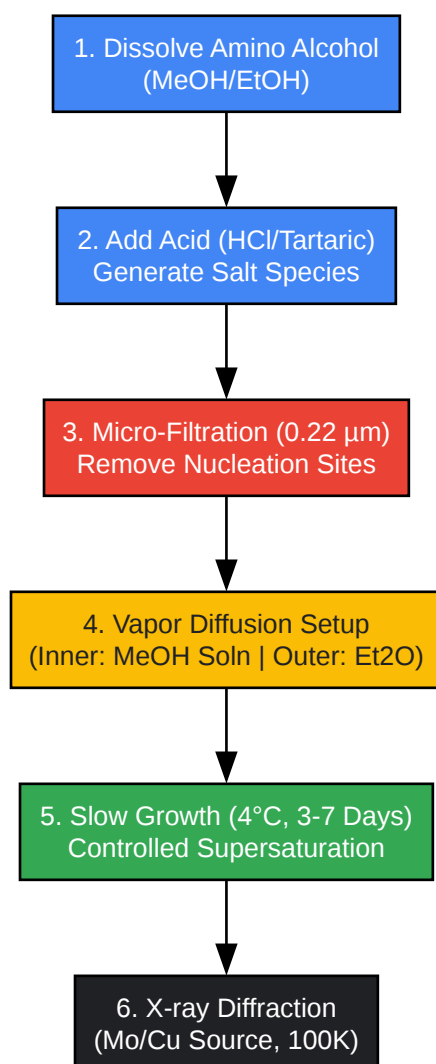 1. Dissolve Amino Alcohol
(MeOH/EtOH)
2. Add Acid (HCl/Tartaric)
Generate Salt Species
3. Micro-Filtration (0.22 µm)
Remove Nucleation Sites
4. Vapor Diffusion Setup
(Inner: MeOH Soln | Outer: Et2O)
5. Slow Growth (4°C, 3-7 Days)
Controlled Supersaturation
6. X-ray Diffraction
(Mo/Cu Source, 100K)